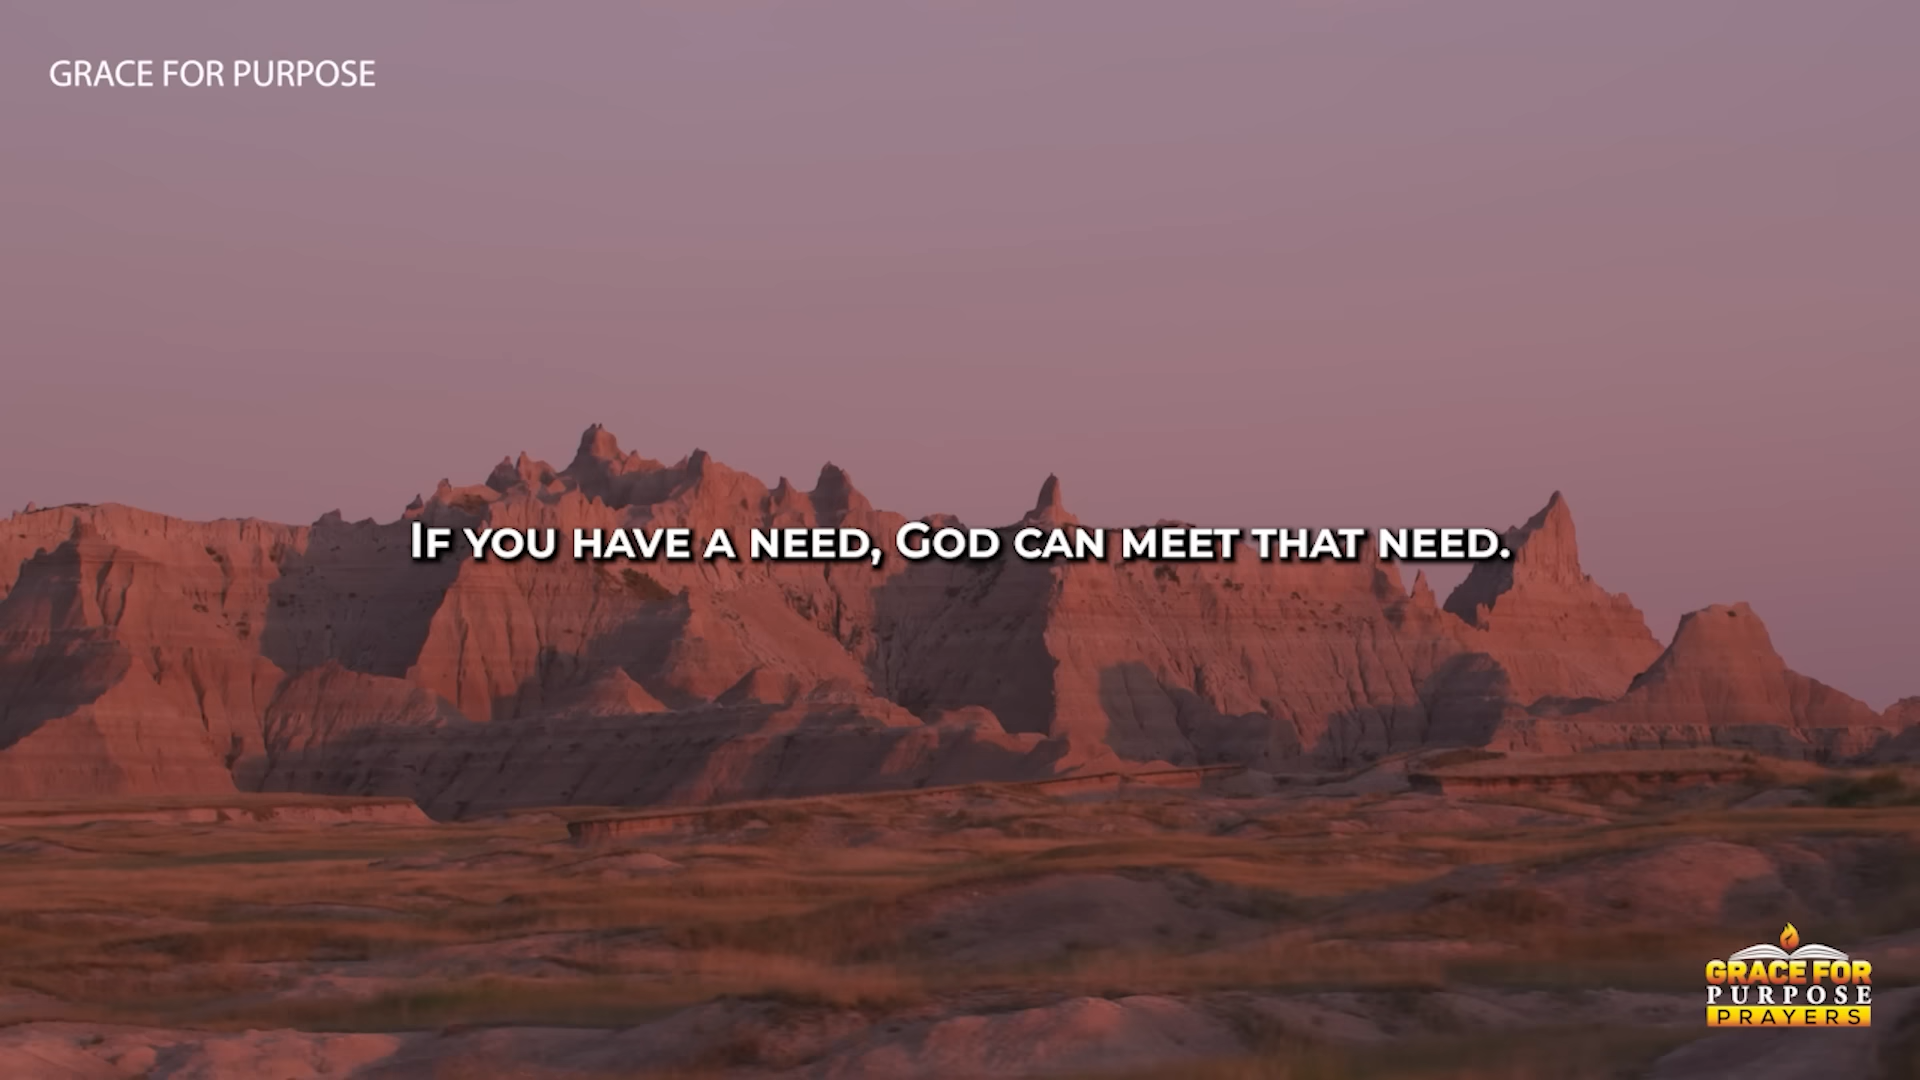 GRACE FOR PURPOSE
If you have a need, God can meet that need.
GRACE FOR
PURPOSE
PRAYERS